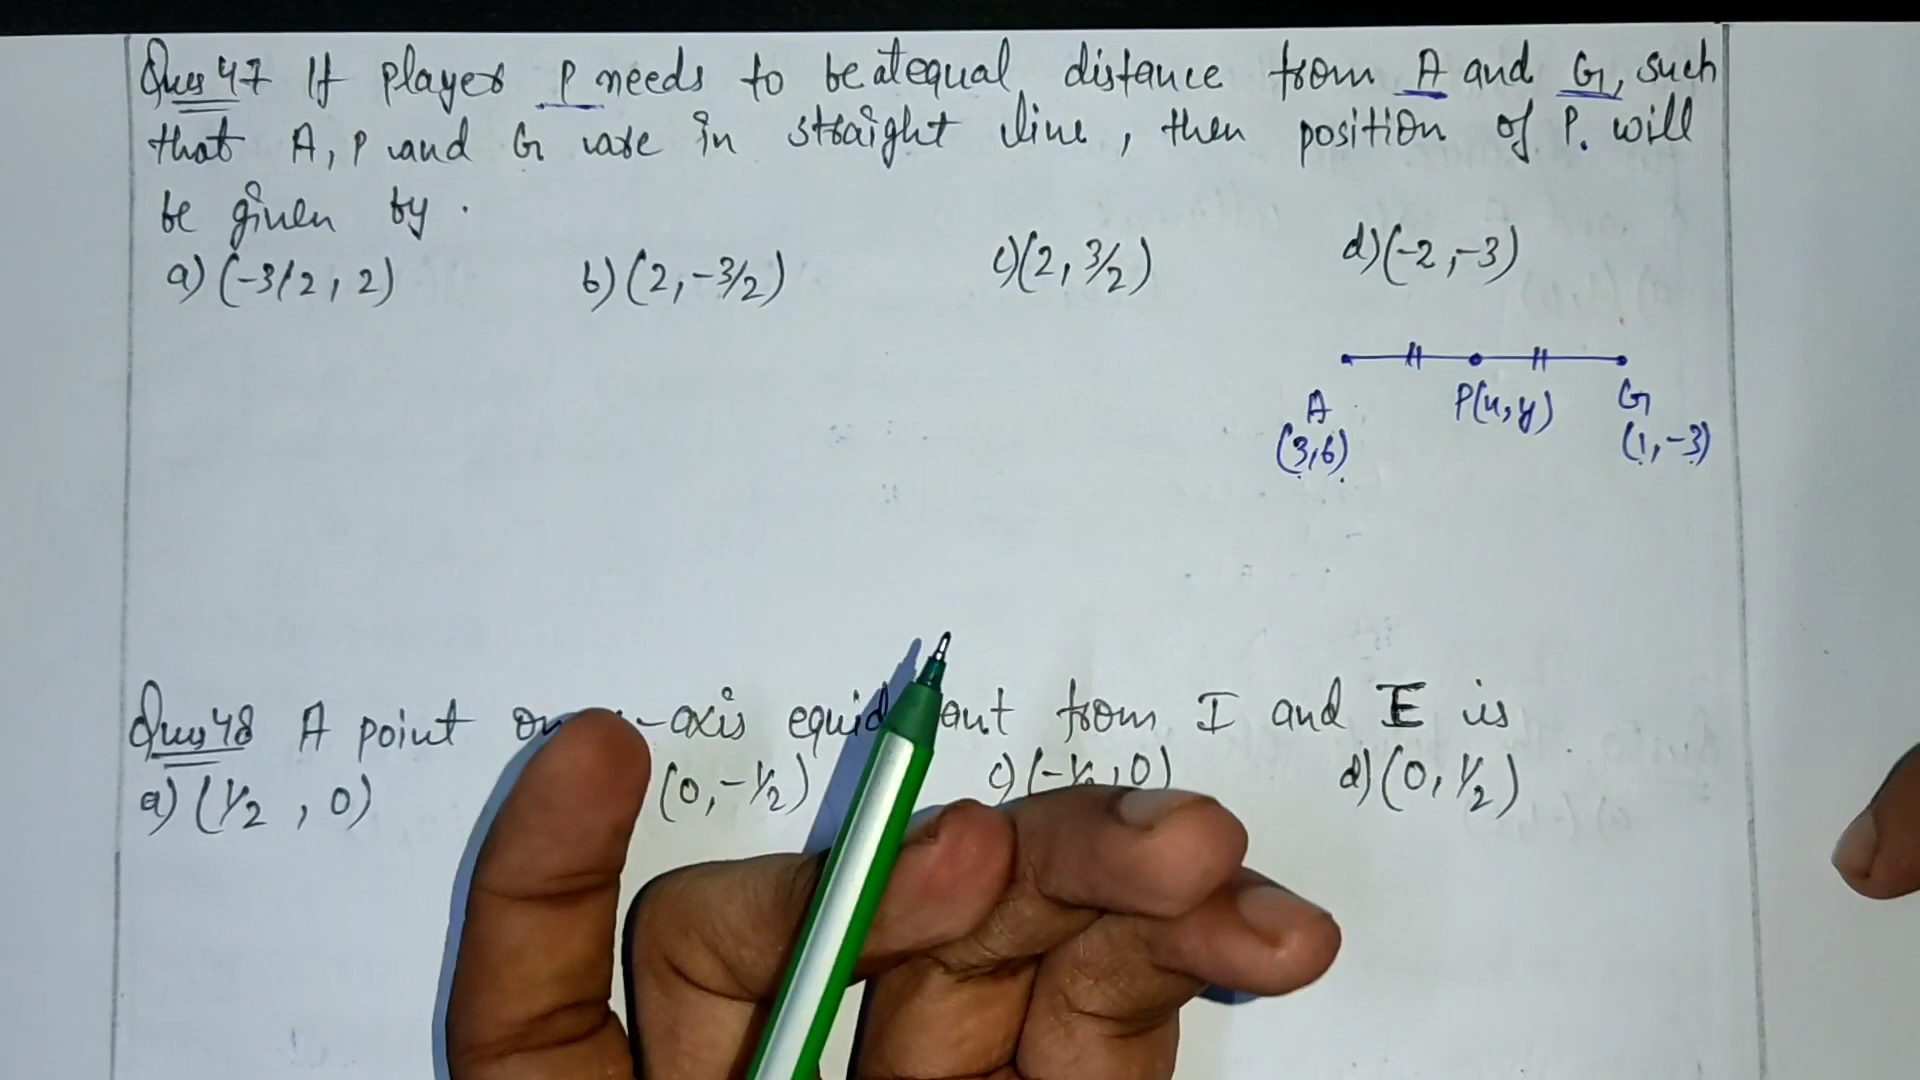 Ques 47 If player P needs to be at equal distance from A and G, such
that A, P and G are in straight line, then position of P. will
be given by.
a) (-3/2, 2) b) (2, -3/2) c) (2, 3/2) d) (-2, -3)
A P(x, y) G
(3,6) (1, -3)
Ques 48 A point -axis from I and E is
a) (1/2, 0) (0, -1/2) c) d) (0, 1/2)